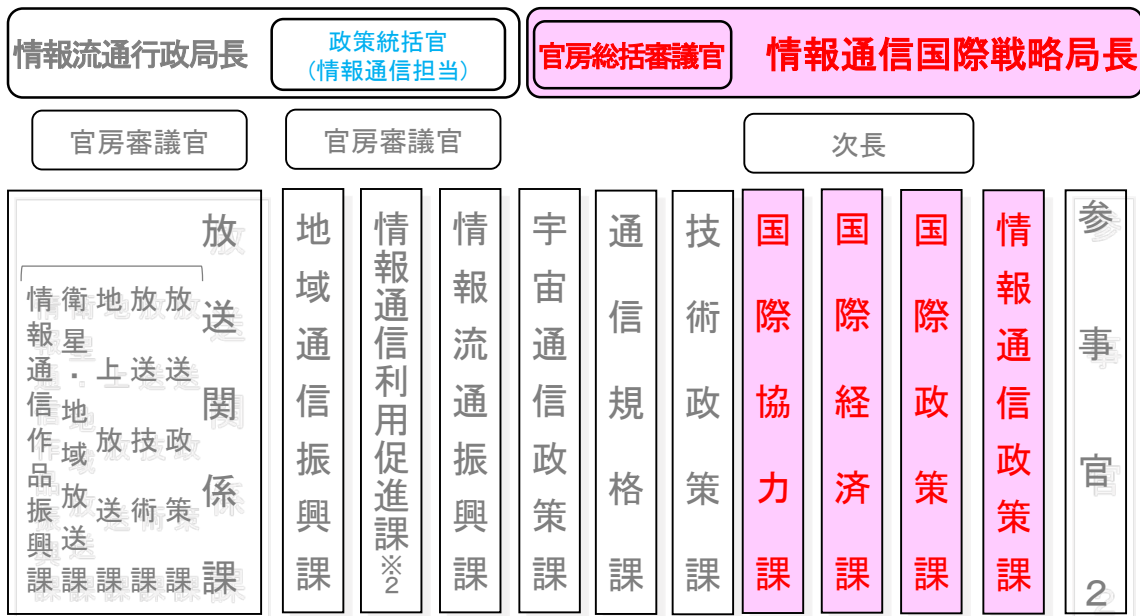 情報流通行政局長
政策統括官
(情報通信担当)
官房総括審議官
情報通信国際戦略局長
官房審議官
官房審議官
次長
参事官２
情報通信政策課
国際政策課
国際経済課
国際協力課
技術政策課
通信規格課
宇宙通信政策課
情報流通振興課
情報通信利用促進課※2
地域通信振興課
放送関係課
放送政策課
放送技術課
地上放送課
衛星・地域放送課
情報通信作品振興課